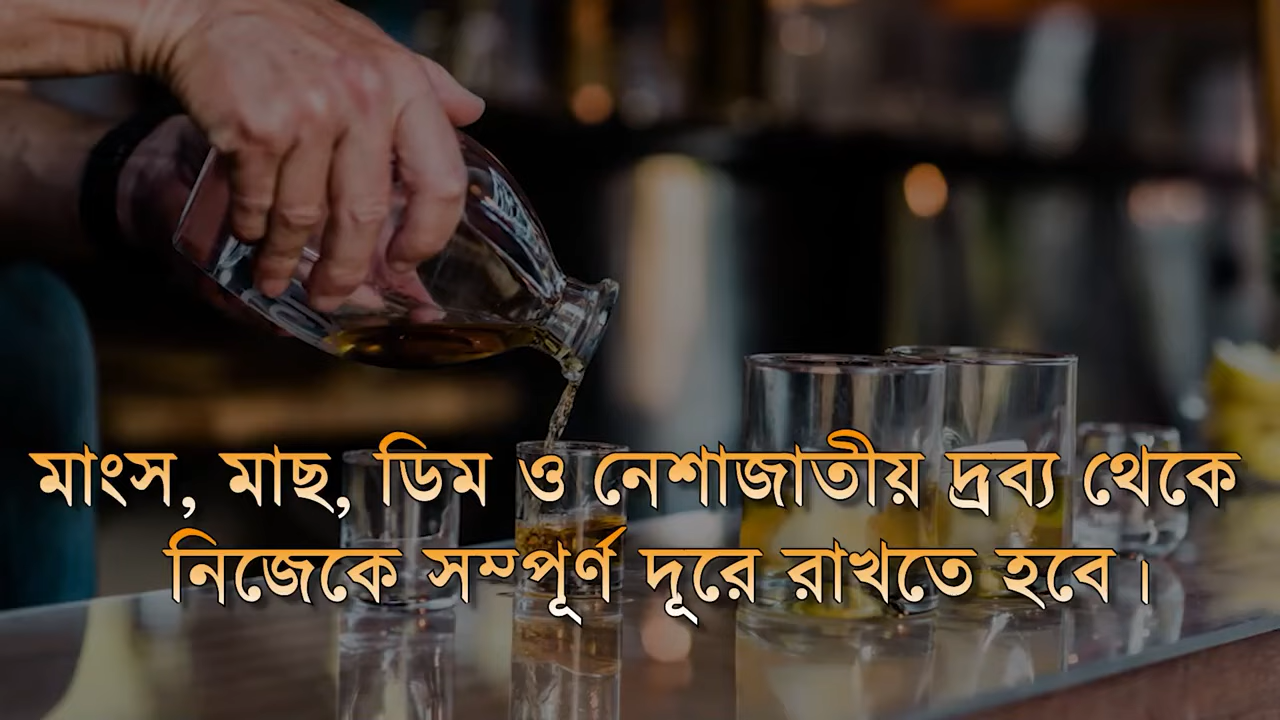 মাংস, মাছ, ডিম ও নেশাজাতীয় দ্রব্য থেকে
নিজেকে সম্পূর্ণ দূরে রাখতে হবে।